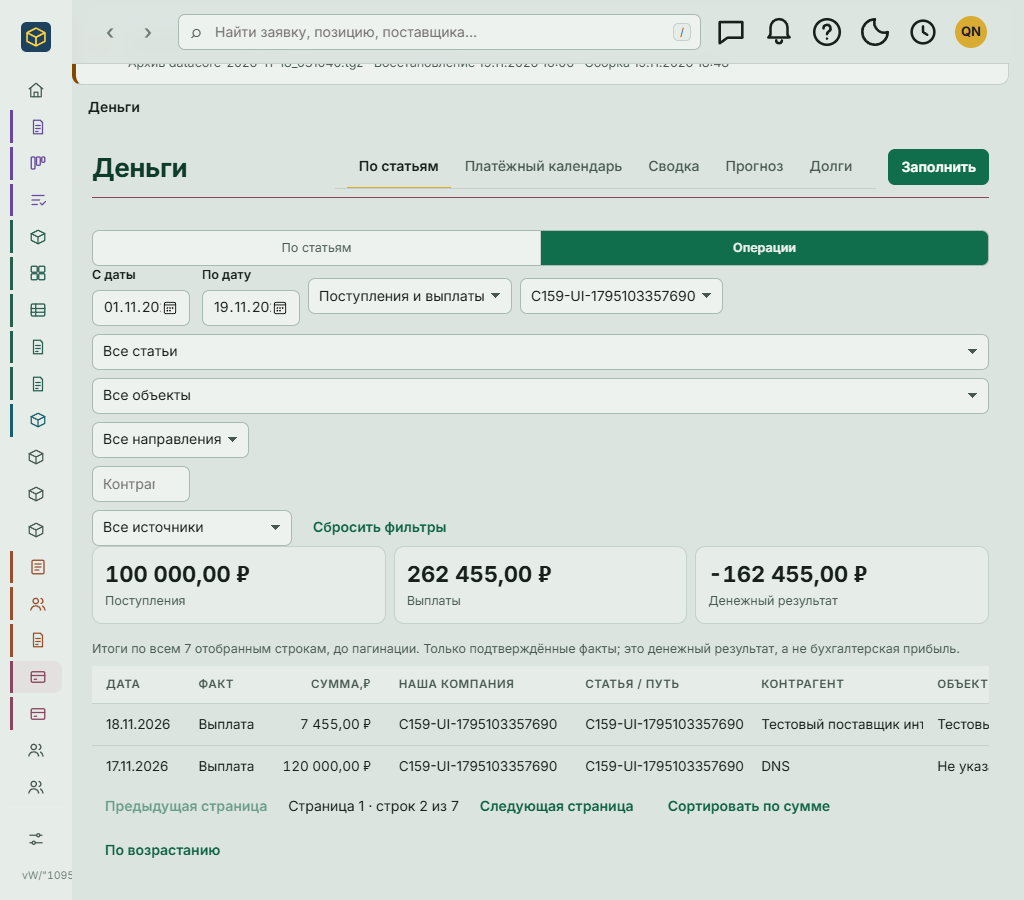 Найти заявку, позицию, поставщика...
/
QN
Деньги
Деньги
По статьям
Платёжный календарь
Сводка
Прогноз
Долги
Заполнить
По статьям
Операции
С даты
По дату
01.11.20
19.11.20
Поступления и выплаты
C159-UI-1795103357690
Все статьи
Все объекты
Все направления
Контраг
Все источники
Сбросить фильтры
100 000,00 ₽
Поступления
262 455,00 ₽
Выплаты
-162 455,00 ₽
Денежный результат
Итоги по всем 7 отобранным строкам, до пагинации. Только подтверждённые факты; это денежный результат, а не бухгалтерская прибыль.
ДАТА ФАКТ СУММА,₽ НАША КОМПАНИЯ СТАТЬЯ / ПУТЬ КОНТРАГЕНТ ОБЪЕКТ
18.11.2026 Выплата 7 455,00 ₽ C159-UI-1795103357690 C159-UI-1795103357690 Тестовый поставщик инт Тестовь
17.11.2026 Выплата 120 000,00 ₽ C159-UI-1795103357690 C159-UI-1795103357690 DNS Не указ
Предыдущая страница Страница 1 · строк 2 из 7 Следующая страница Сортировать по сумме
По возрастанию
vW/"1095